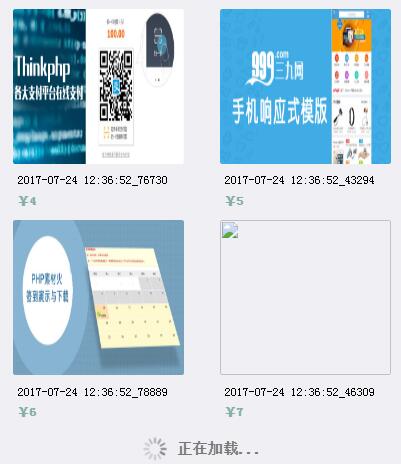 Thinkphp
各大支付平台在线支付
100.00
999.com
三九网
手机响应式模版
2017-07-24 12:36:52_76730
¥4
2017-07-24 12:36:52_43294
¥5
PHP素材火
签到演示与下载
2017-07-24 12:36:52_78889
¥6
2017-07-24 12:36:52_46309
¥7
正在加载...